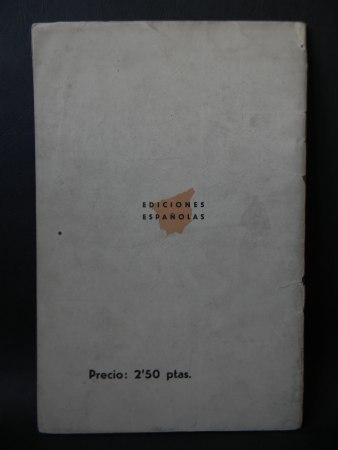 EDICIONES
ESPAÑOLAS
Precio: 2'50 ptas.